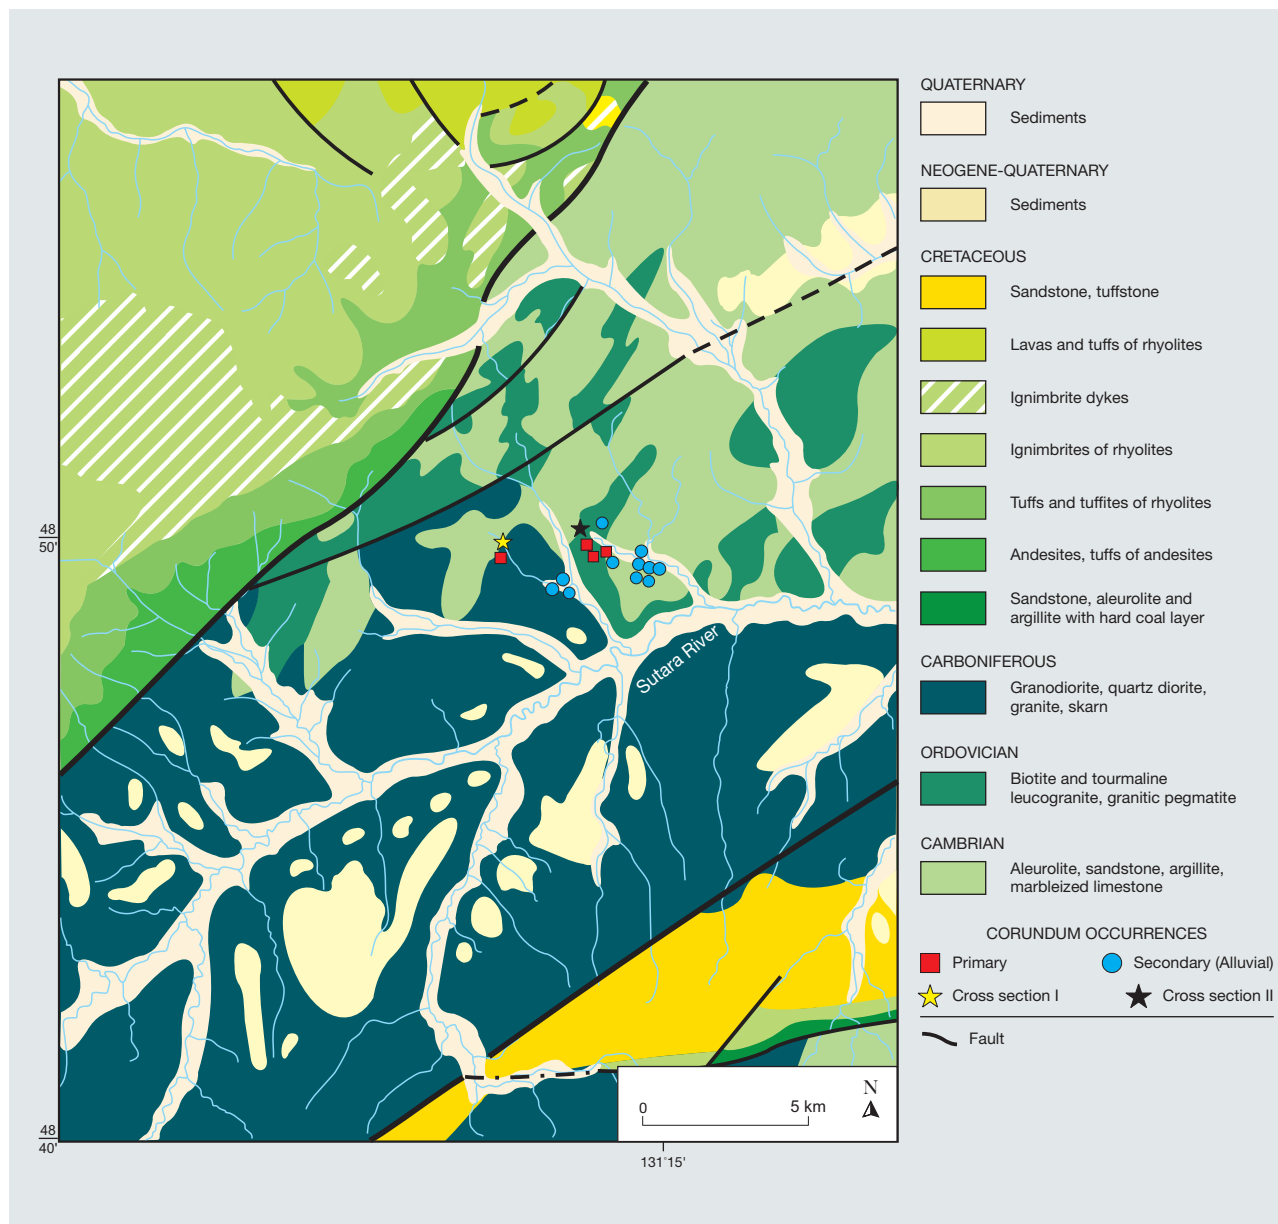 QUATERNARY
Sediments
NEOGENE-QUATERNARY
Sediments
CRETACEOUS
Sandstone, tuffstone
Lavas and tuffs of rhyolites
Ignimbrite dykes
Ignimbrites of rhyolites
Tuffs and tuffites of rhyolites
Andesites, tuffs of andesites
Sandstone, aleurolite and
argillite with hard coal layer
CARBONIFEROUS
Granodiorite, quartz diorite,
granite, skarn
ORDOVICIAN
Biotite and tourmaline
leucogranite, granitic pegmatite
CAMBRIAN
Aleurolite, sandstone, argillite,
marbleized limestone
CORUNDUM OCCURRENCES
Primary
Secondary (Alluvial)
Cross section I
Cross section II
Fault
48
50'
Sutara River
N
0
5 km
48
40'
131°15'